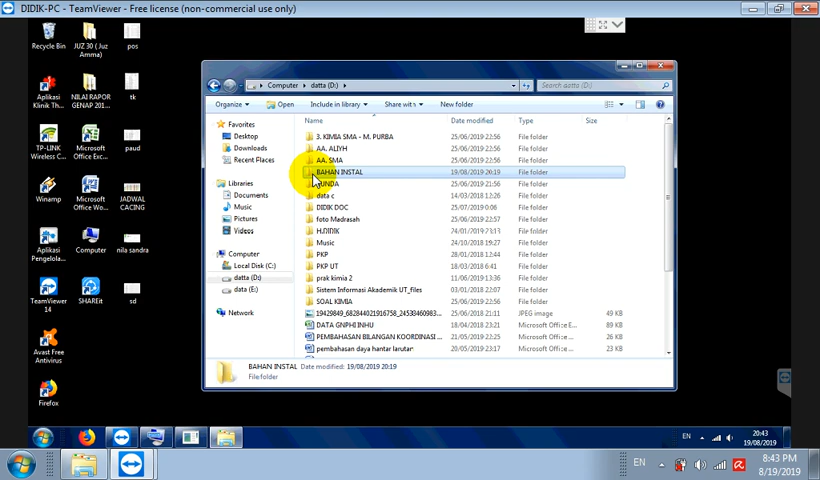 DIDIK-PC - TeamViewer - Free license (non-commercial use only)
Recycle Bin
JUZ 30 ( Juz Amma)
pos
Aplikasi Klinik Th...
NILAI RAPOR GENAP 201...
tk
TP-LINK Wireless C...
Microsoft Office Exc...
paud
Winamp
Microsoft Office Wo...
JADWAL CACING
Aplikasi Pengelola...
Computer
nila sandra
TeamViewer 14
SHAREit
sd
Avast Free Antivirus
Firefox
Computer
datta (D:)
Search datta (D:)
Organize
Open
Include in library
Share with
New folder
Favorites
Desktop
Downloads
Recent Places
Libraries
Documents
Music
Pictures
Videos
Computer
Local Disk (C:)
datta (D:)
data (E:)
Network
Name Date modified Type Size
3. KIMIA SMA - M. PURBA 25/06/2019 22:56 File folder
AA. ALIYH 25/06/2019 22:56 File folder
AA. SMA 25/06/2019 22:56 File folder
BAHAN INSTAL 19/08/2019 20:19 File folder
25/06/2019 21:56 File folder
data c 14/03/2018 12:26 File folder
DIDIK DOC 25/07/2019 0:06 File folder
foto Madrasah 25/06/2019 22:56 File folder
H.DIDIK 25/06/2019 22:56 File folder
Music 24/10/2018 19:27 File folder
PKP 28/01/2018 12:44 File folder
PKP UT 18/03/2018 6:41 File folder
prak kimia 2 11/06/2019 13:36 File folder
Sistem Informasi Akademik UT_files 03/01/2018 22:07 File folder
SOAL KIMIA 25/06/2019 22:56 File folder
25/06/2018 21:11 JPEG image 49 KB
DATA GNPHI INHU 18/04/2018 23:21 Microsoft Office E... 89 KB
PEMBAHASAN BILANGAN KOORDINASI ... 21/05/2019 22:25 Microsoft Office ... 26 KB
pembahasan daya hantar larutan 20/05/2019 23:17 Microsoft Office ... 23 KB
BAHAN INSTAL Date modified: 19/08/2019 20:19
File folder
EN
20:43
19/08/2019
EN
8:43 PM
8/19/2019